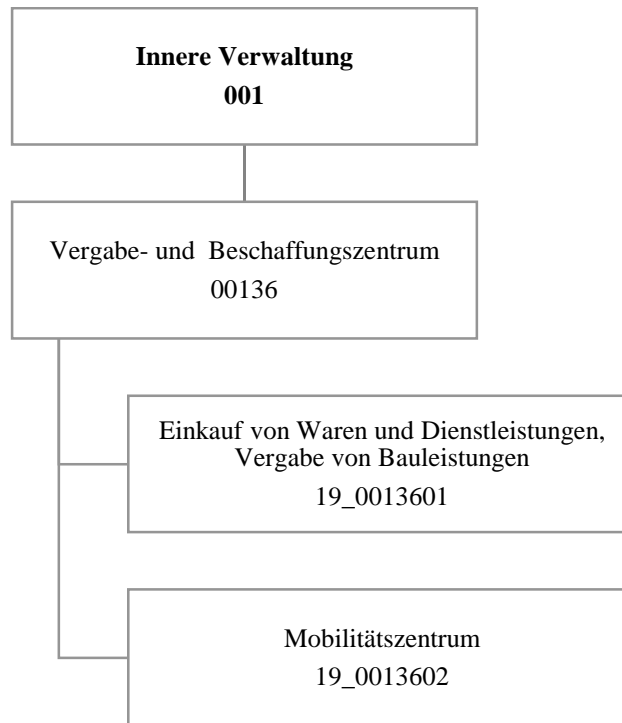 Innere Verwaltung
001
Vergabe- und Beschaffungszentrum
00136
Einkauf von Waren und Dienstleistungen,
Vergabe von Bauleistungen
19_0013601
Mobilitätszentrum
19_0013602